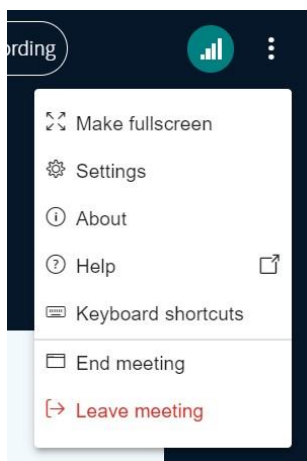 rding
Make fullscreen
Settings
About
Help
Keyboard shortcuts
End meeting
Leave meeting